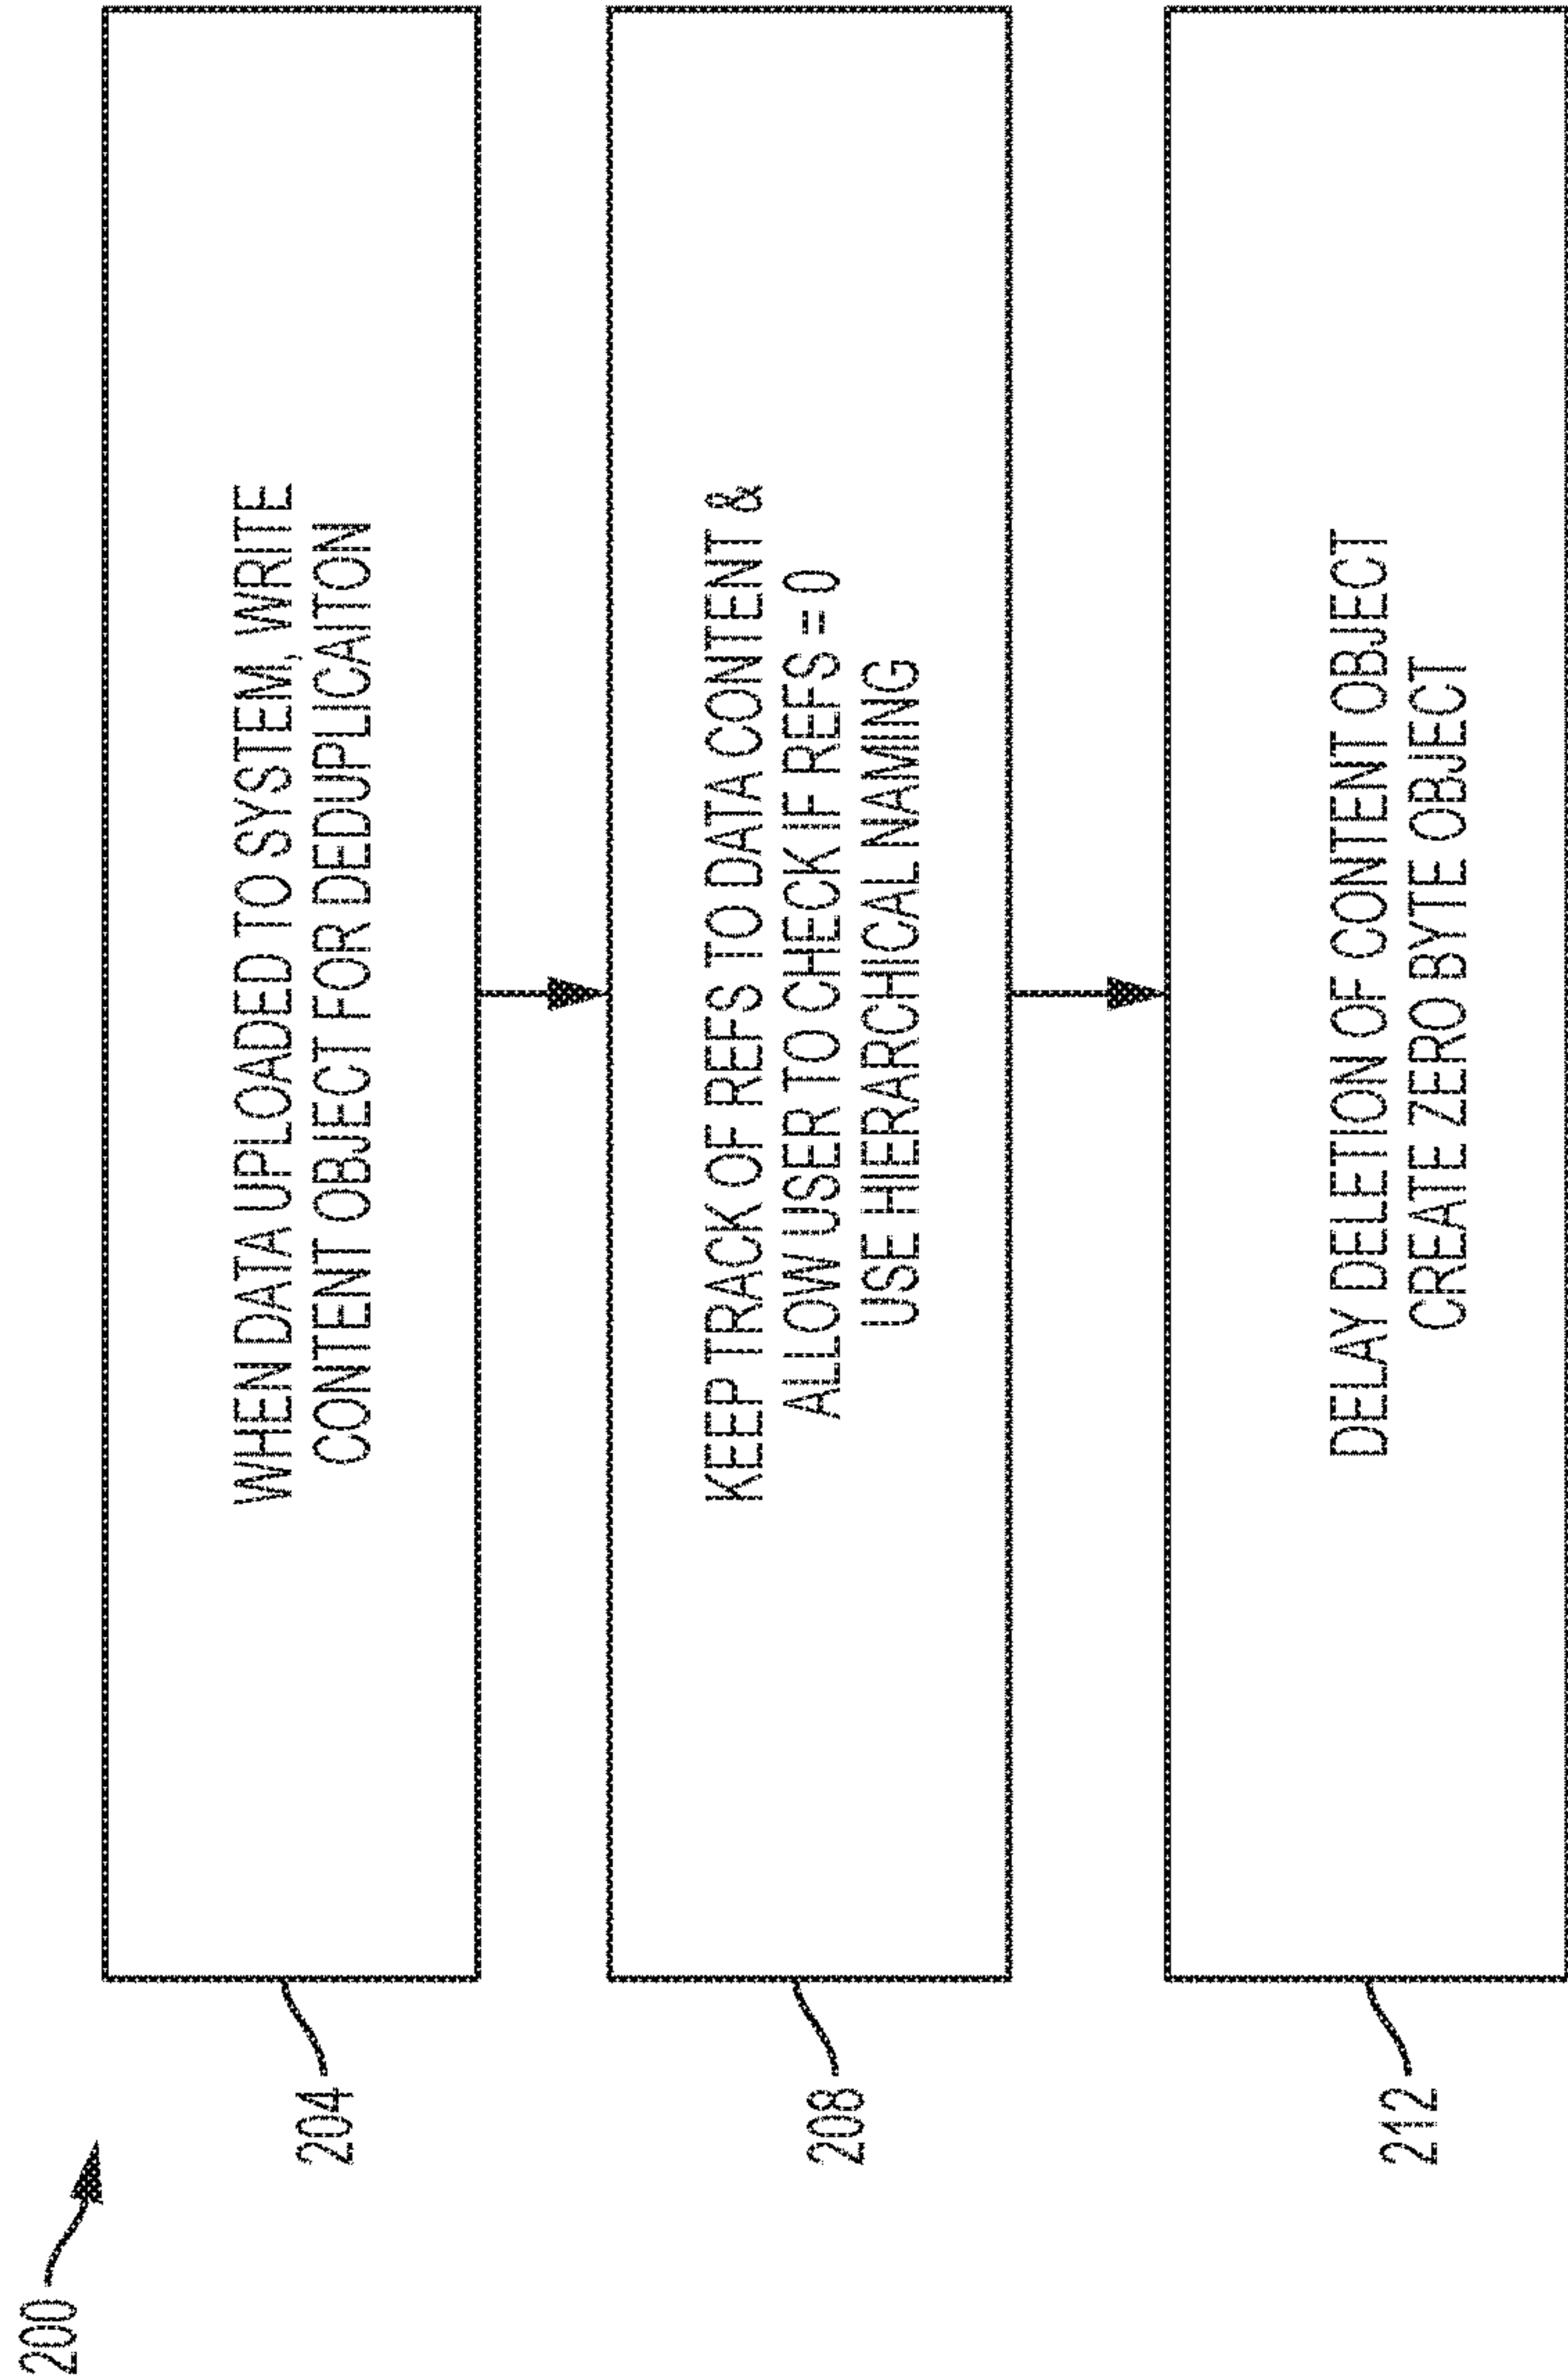 200
204
WHEN DATA UPLOADED TO SYSTEM, WRITE
CONTENT OBJECT FOR DEDUPLICAITON
208
KEEP TRACK OF REFS TO DATA CONTENT &
ALLOW USER TO CHECK IF REFS = 0
USE HIERARCHICAL NAMING
212
DELAY DELETION OF CONTENT OBJECT
CREATE ZERO BYTE OBJECT